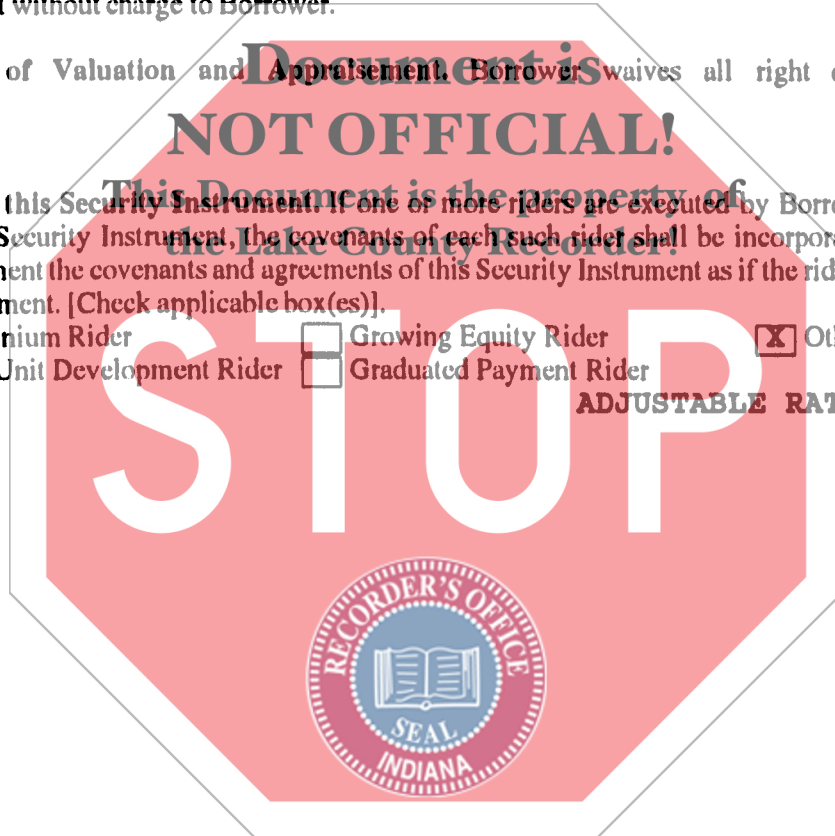 without charge to Borrower.
of Valuation and Appraisement. Borrower waives all right
Document is
NOT OFFICIAL!
This Document is the property of
the Lake County Recorder!
this Security Instrument. If one or more riders are executed by Borro
Security Instrument, the covenants of each such rider shall be incorpora
ent the covenants and agreements of this Security Instrument as if the rid
ment. [Check applicable box(es)].
nium Rider Growing Equity Rider X Oth
Unit Development Rider Graduated Payment Rider
ADJUSTABLE RAT
STOP
RECORDER'S OFFICE
SEAL
INDIANA